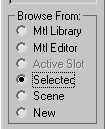 Browse From:
Mtl Library
Mtl Editor
Active Slot
Selected
Scene
New